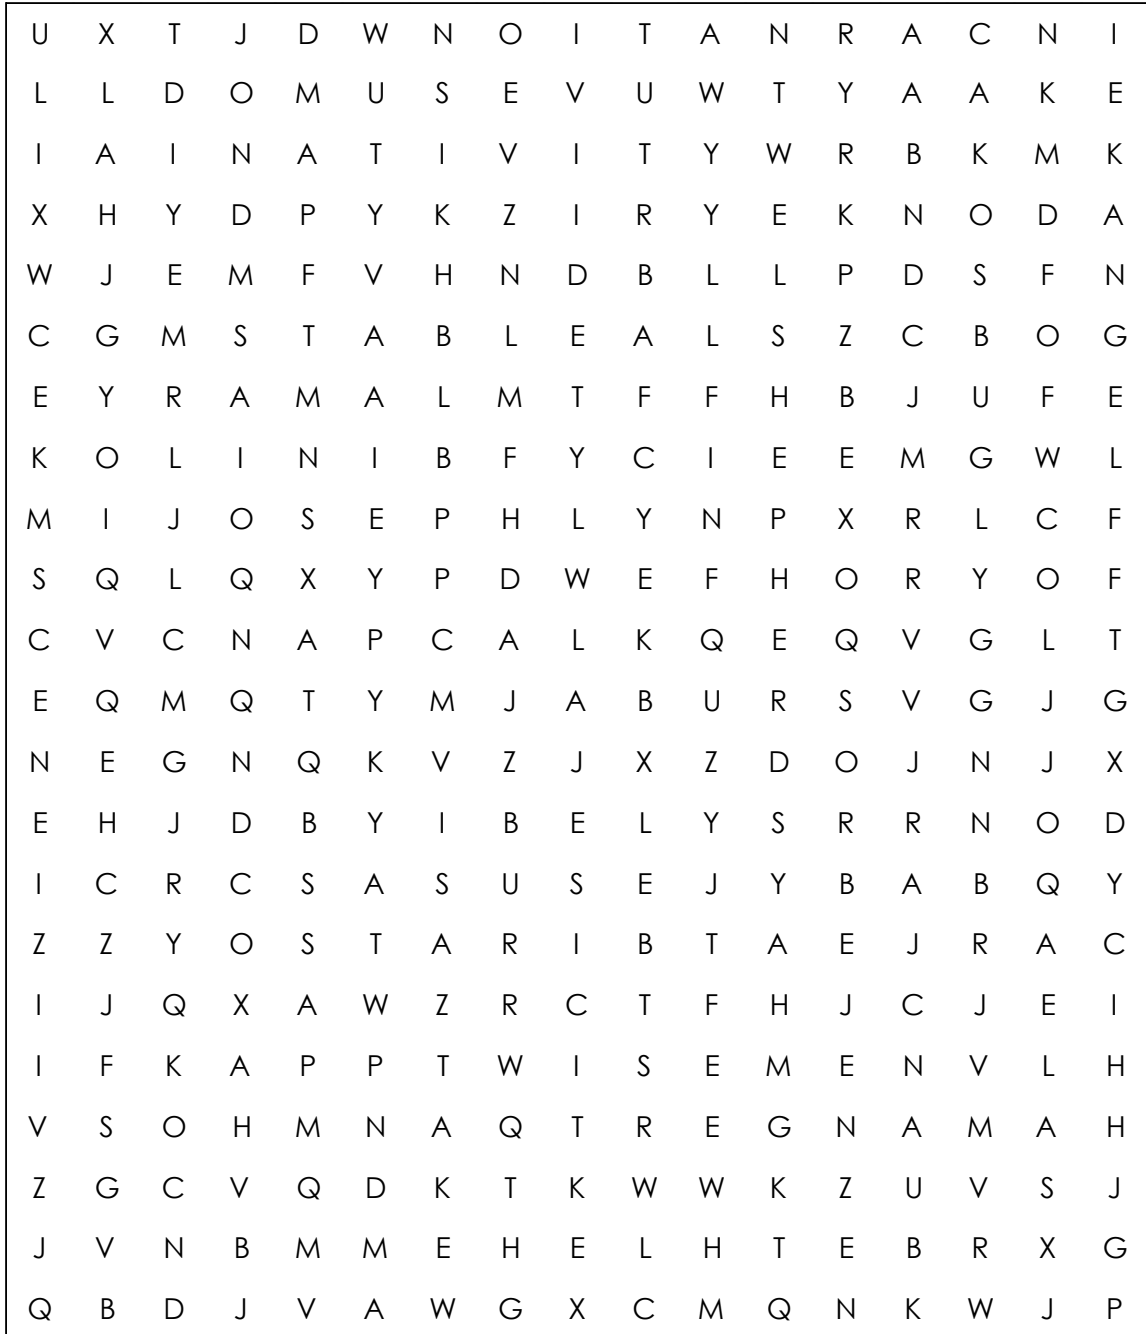 U X T J D W N O I T A N R A C N I
L L D O M U S E V U W T Y A A K E
I A I N A T I V I T Y W R B K M K
X H Y D P Y K Z I R Y E K N O D A
W J E M F V H N D B L L P D S F N
C G M S T A B L E A L S Z C B O G
E Y R A M A L M T F F H B J U F E
K O L I N I B F Y C I E E M G W L
M I J O S E P H L Y N P X R L C F
S Q L Q X Y P D W E F H O R Y O F
C V C N A P C A L K Q E Q V G L T
E Q M Q T Y M J A B U R S V G J G
N E G N Q K V Z J X Z D O J N J X
E H J D B Y I B E L Y S R R N O D
I C R C S A S U S E J Y B A B Q Y
Z Z Y O S T A R I B T A E J R A C
I J Q X A W Z R C T F H J C J E I
I F K A P P T W I S E M E N V L H
V S O H M N A Q T R E G N A M A H
Z G C V Q D K T K W W K Z U V S J
J V N B M M E H E L H T E B R X G
Q B D J V A W G X C M Q N K W J P